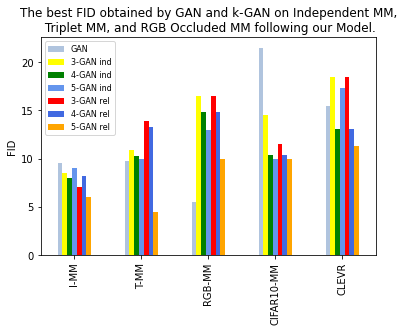 The best FID obtained by GAN and k-GAN on Independent MM,
Triplet MM, and RGB Occluded MM following our Model.
GAN
3-GAN ind
4-GAN ind
5-GAN ind
3-GAN rel
4-GAN rel
5-GAN rel
FID
20
15
10
5
0
I-MM
T-MM
RGB-MM
CIFAR10-MM
CLEVR